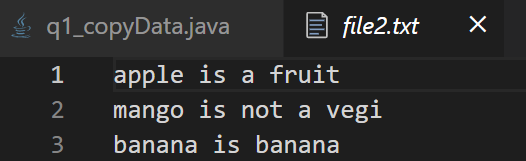 q1_copyData.java file2.txt
1 apple is a fruit
2 mango is not a vegi
3 banana is banana